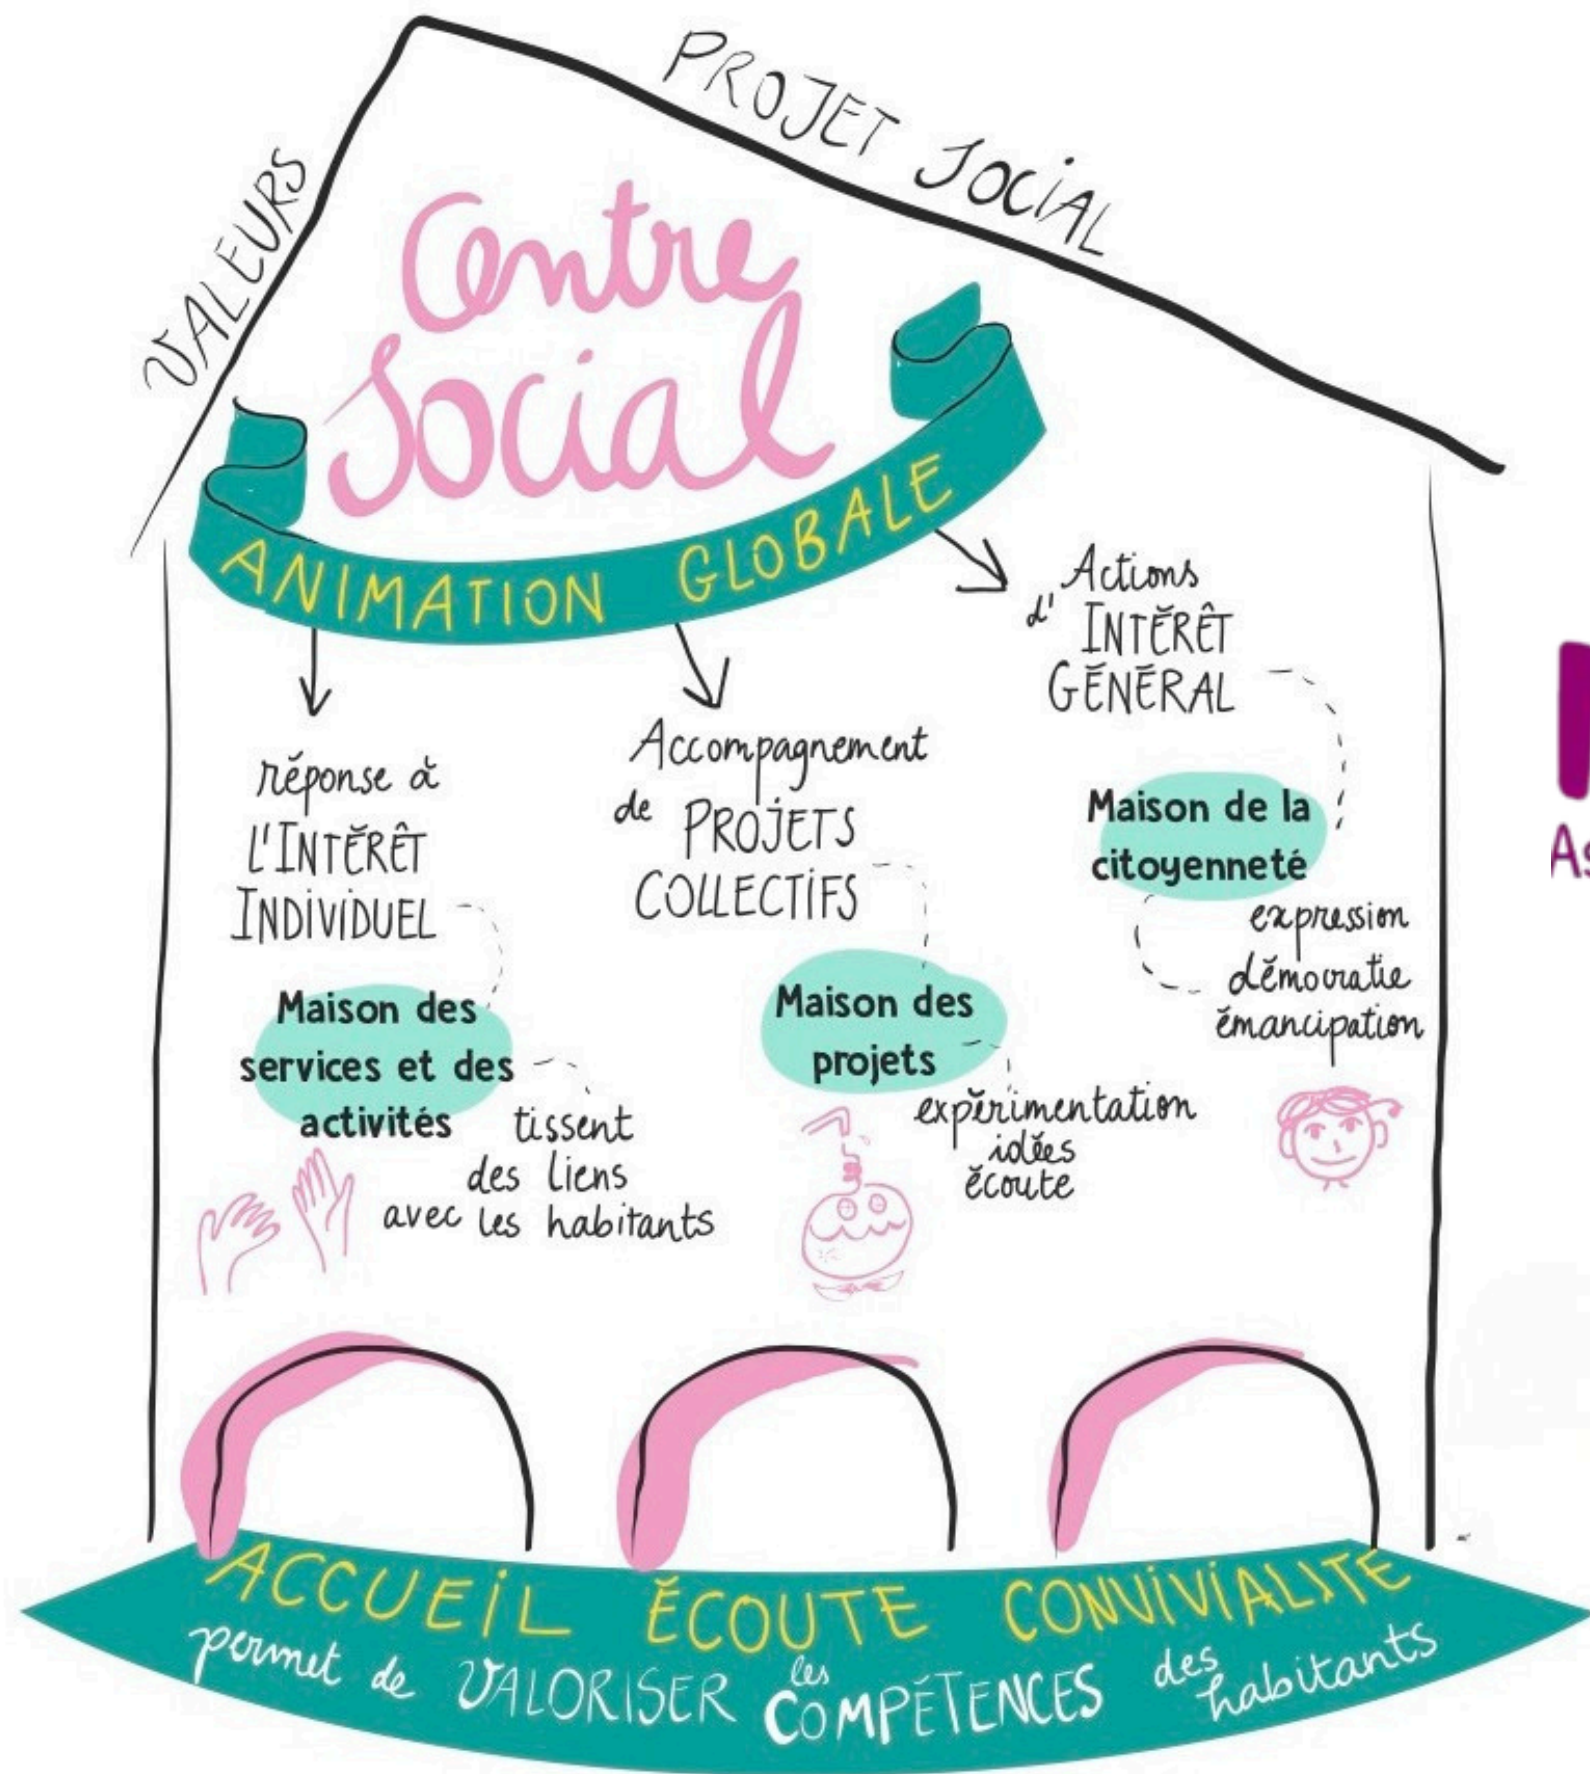 VALEURS
PROJET SOCIAL
Centre
Social
ANIMATION GLOBALE
réponse à
L'INTÉRÊT
INDIVIDUEL
Maison des
services et des
activités
tissent
des liens
avec les habitants
Accompagnement
de PROJETS
COLLECTIFS
Maison des
projets
expérimentation
idées
écoute
Actions
d' INTÉRÊT
GÉNÉRAL
Maison de la
citoyenneté
expression
démocratie
émancipation
As
ACCUEIL ÉCOUTE CONVIVIALITE
permet de VALORISER les COMPÉTENCES des habitants